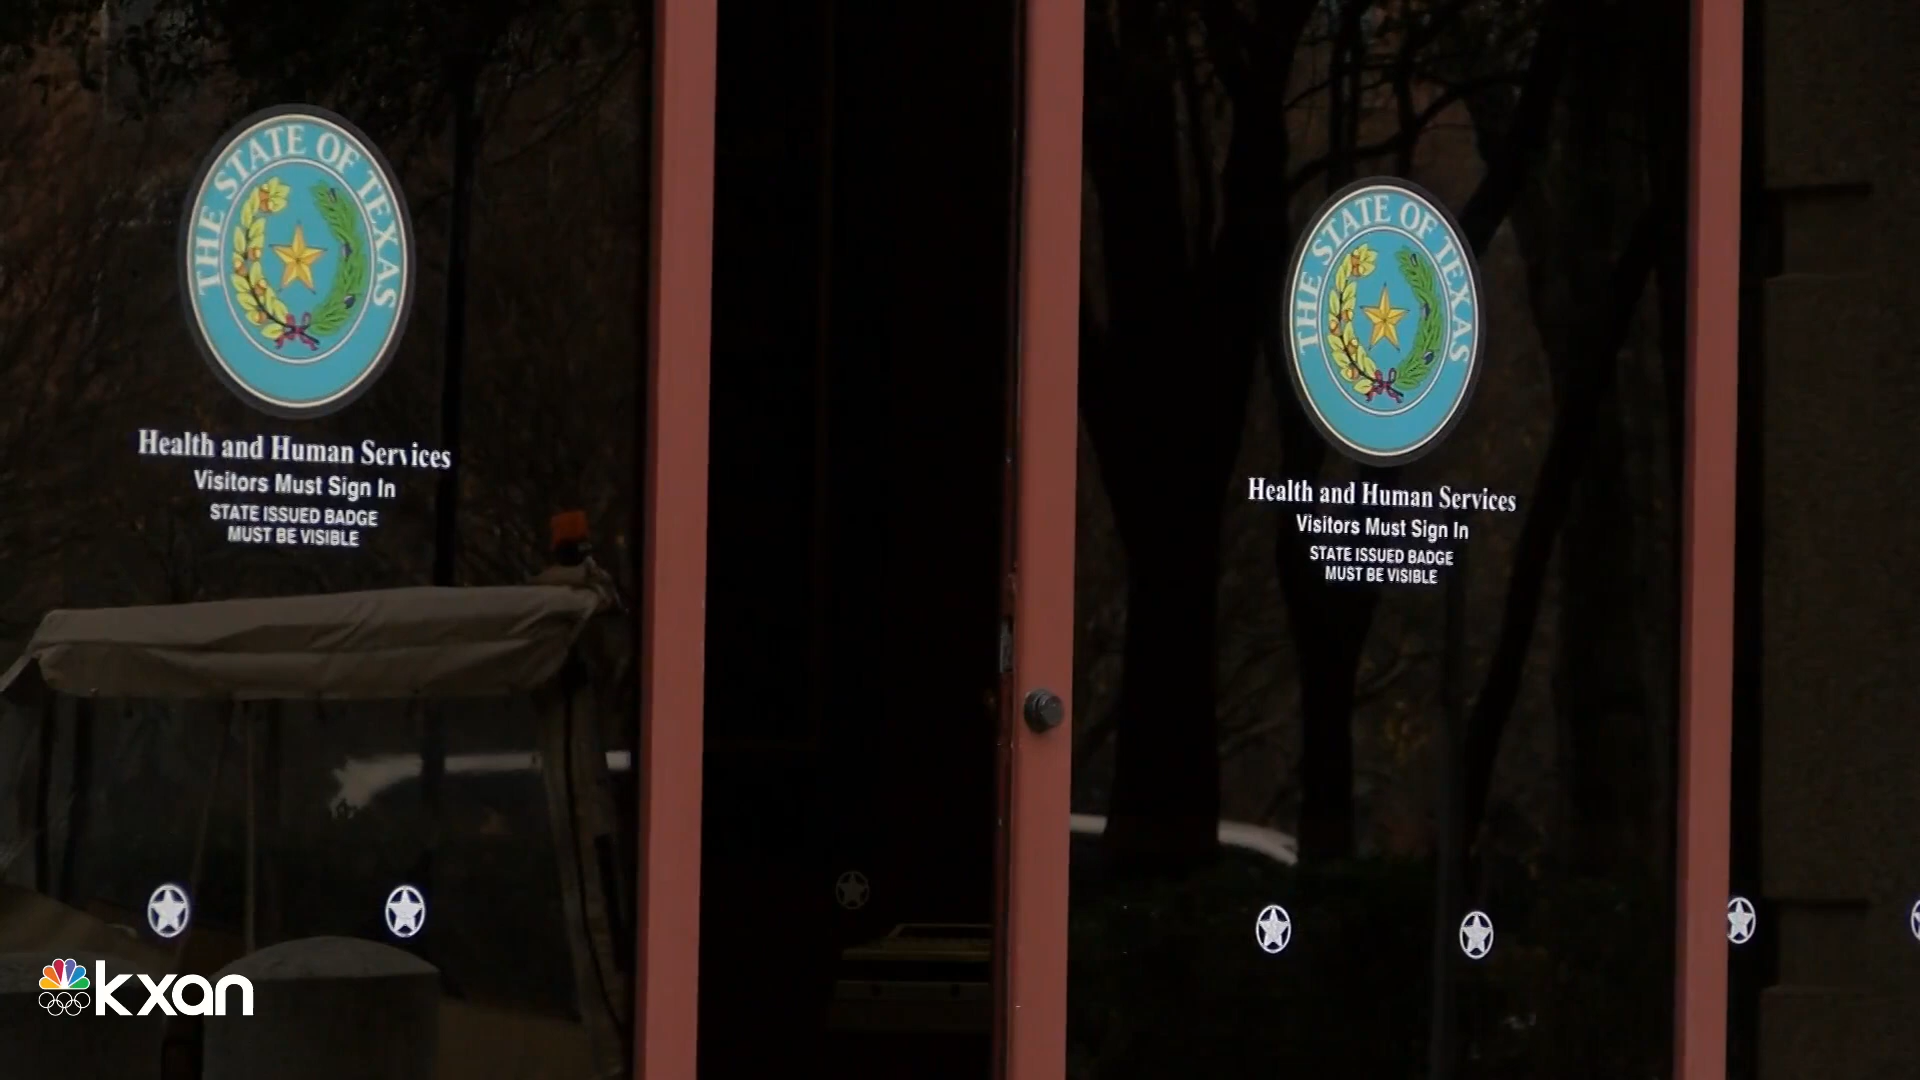 THE STATE OF TEXAS
Health and Human Services
Visitors Must Sign In
STATE ISSUED BADGE
MUST BE VISIBLE
THE STATE OF TEXAS
Health and Human Services
Visitors Must Sign In
STATE ISSUED BADGE
MUST BE VISIBLE
kxan